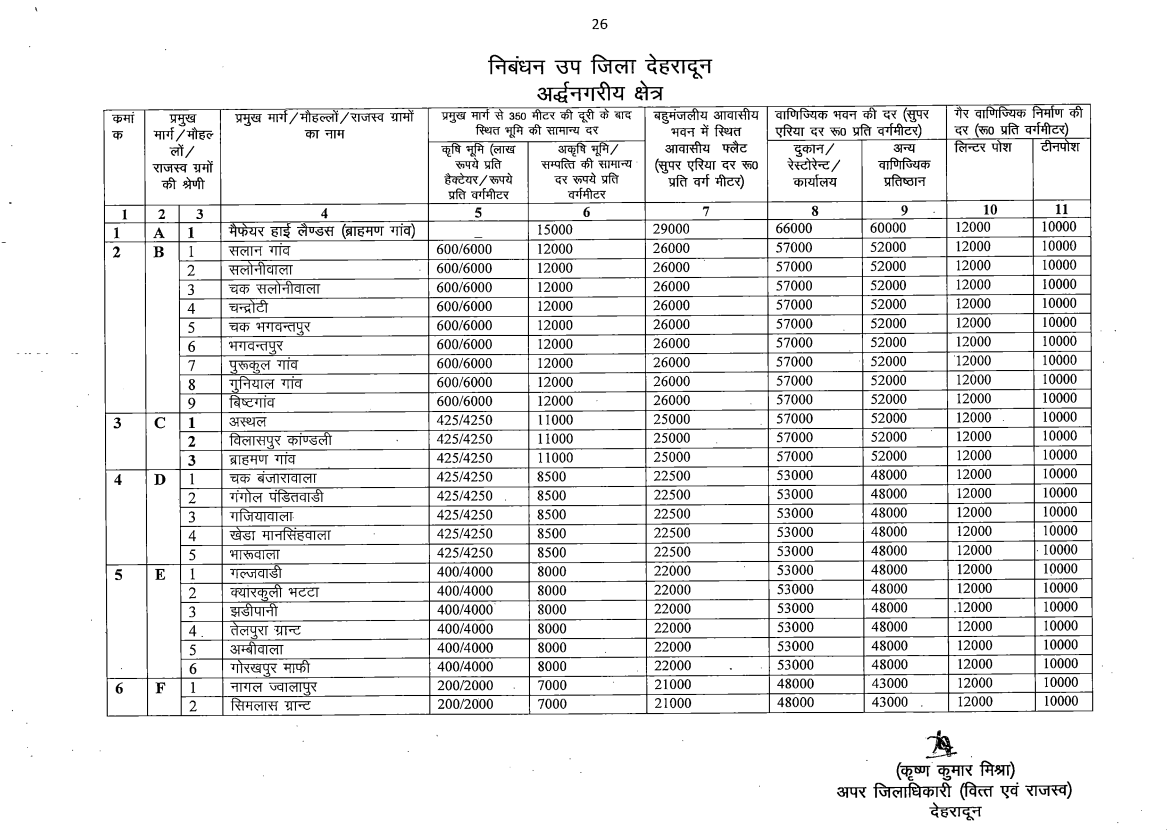 26
निबंधन उप जिला देहरादून
अर्द्धनगरीय क्षेत्र
क्रमांक | प्रमुख मार्ग/मौहल्लों/राजस्व ग्रमों की श्रेणी | प्रमुख मार्ग/मौहल्लों/राजस्व ग्रामों का नाम | प्रमुख मार्ग से 350 मीटर की दूरी के बाद स्थित भूमि की सामान्य दर | बहुमंजलीय आवासीय भवन में स्थित आवासीय फ्लैट (सुपर एरिया दर रू0 प्रति वर्ग मीटर) | वाणिज्यिक भवन की दर (सुपर एरिया दर रू0 प्रति वर्गमीटर) | गैर वाणिज्यिक निर्माण की दर (रू0 प्रति वर्गमीटर)
कृषि भूमि (लाख रूपये प्रति हैक्टेयर/रूपये प्रति वर्गमीटर | अकृषि भूमि/सम्पत्ति की सामान्य दर रूपये प्रति वर्गमीटर | दुकान/रेस्टोरेन्ट/कार्यालय | अन्य वाणिज्यिक प्रतिष्ठान | लिन्टर पोश | टीनपोश
1 2 3 4 5 6 7 8 9 10 11
1 A 1 मैफेयर हाई लैण्डस (ब्राहमण गांव) 15000 29000 66000 60000 12000 10000
2 B 1 सलान गांव 600/6000 12000 26000 57000 52000 12000 10000
2 सलोनीवाला 600/6000 12000 26000 57000 52000 12000 10000
3 चक सलोनीवाला 600/6000 12000 26000 57000 52000 12000 10000
4 चन्द्रोटी 600/6000 12000 26000 57000 52000 12000 10000
5 चक भगवन्तपुर 600/6000 12000 26000 57000 52000 12000 10000
6 भगवन्तपुर 600/6000 12000 26000 57000 52000 12000 10000
7 पुरूकुल गांव 600/6000 12000 26000 57000 52000 12000 10000
8 गुनियाल गांव 600/6000 12000 26000 57000 52000 12000 10000
9 बिष्टगांव 600/6000 12000 26000 57000 52000 12000 10000
3 C 1 अस्थल 425/4250 11000 25000 57000 52000 12000 10000
2 विलासपुर कांण्डली 425/4250 11000 25000 57000 52000 12000 10000
3 ब्राहमण गांव 425/4250 11000 25000 57000 52000 12000 10000
4 D 1 चक बंजारावाला 425/4250 8500 22500 53000 48000 12000 10000
2 गंगोल पंडितवाडी 425/4250 8500 22500 53000 48000 12000 10000
3 गजियावाला 425/4250 8500 22500 53000 48000 12000 10000
4 खेडा मानसिंहवाला 425/4250 8500 22500 53000 48000 12000 10000
5 भारूवाला 425/4250 8500 22500 53000 48000 12000 10000
5 E 1 गल्जवाडी 400/4000 8000 22000 53000 48000 12000 10000
2 क्यांरकुली भटटा 400/4000 8000 22000 53000 48000 12000 10000
3 झडीपानी 400/4000 8000 22000 53000 48000 12000 10000
4 तेलपुरा ग्रान्ट 400/4000 8000 22000 53000 48000 12000 10000
5 अम्बीवाला 400/4000 8000 22000 53000 48000 12000 10000
6 गोरखपुर माफी 400/4000 8000 22000 53000 48000 12000 10000
6 F 1 नागल ज्वालापुर 200/2000 7000 21000 48000 43000 12000 10000
2 सिमलास ग्रान्ट 200/2000 7000 21000 48000 43000 12000 10000
(कृष्ण कुमार मिश्रा)
अपर जिलाधिकारी (वित्त एवं राजस्व)
देहरादून